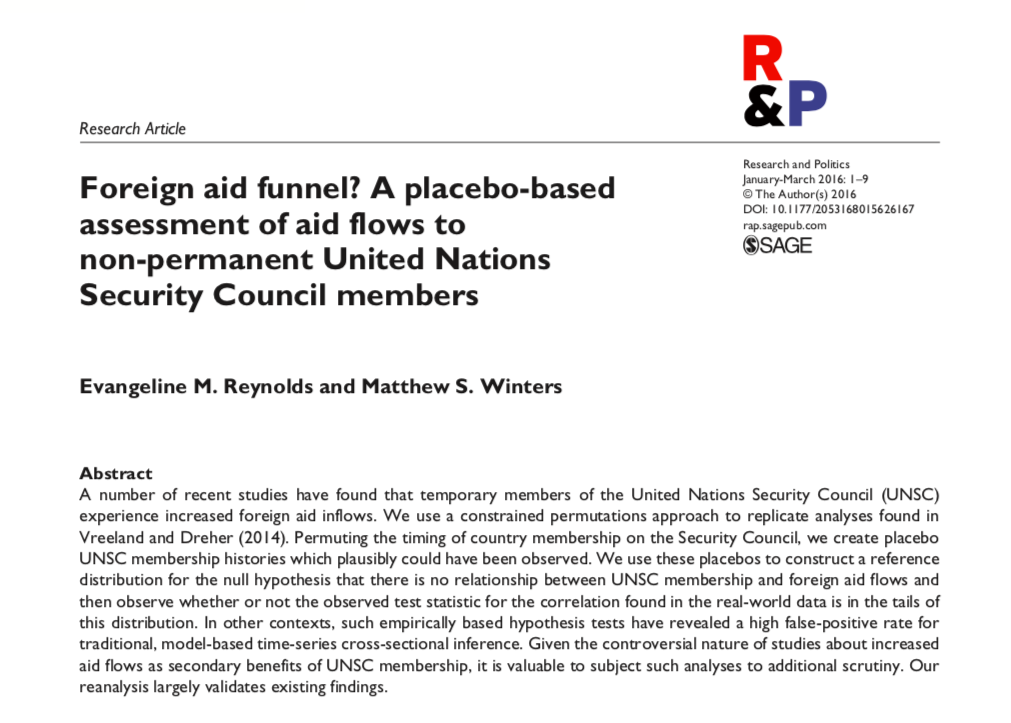 R
&P
Research Article
Research and Politics
January-March 2016: 1–9
© The Author(s) 2016
DOI: 10.1177/2053168015626167
rap.sagepub.com
SAGE
Foreign aid funnel? A placebo-based
assessment of aid flows to
non-permanent United Nations
Security Council members
Evangeline M. Reynolds and Matthew S. Winters
Abstract
A number of recent studies have found that temporary members of the United Nations Security Council (UNSC)
experience increased foreign aid inflows. We use a constrained permutations approach to replicate analyses found in
Vreeland and Dreher (2014). Permuting the timing of country membership on the Security Council, we create placebo
UNSC membership histories which plausibly could have been observed. We use these placebos to construct a reference
distribution for the null hypothesis that there is no relationship between UNSC membership and foreign aid flows and
then observe whether or not the observed test statistic for the correlation found in the real-world data is in the tails of
this distribution. In other contexts, such empirically based hypothesis tests have revealed a high false-positive rate for
traditional, model-based time-series cross-sectional inference. Given the controversial nature of studies about increased
aid flows as secondary benefits of UNSC membership, it is valuable to subject such analyses to additional scrutiny. Our
reanalysis largely validates existing findings.